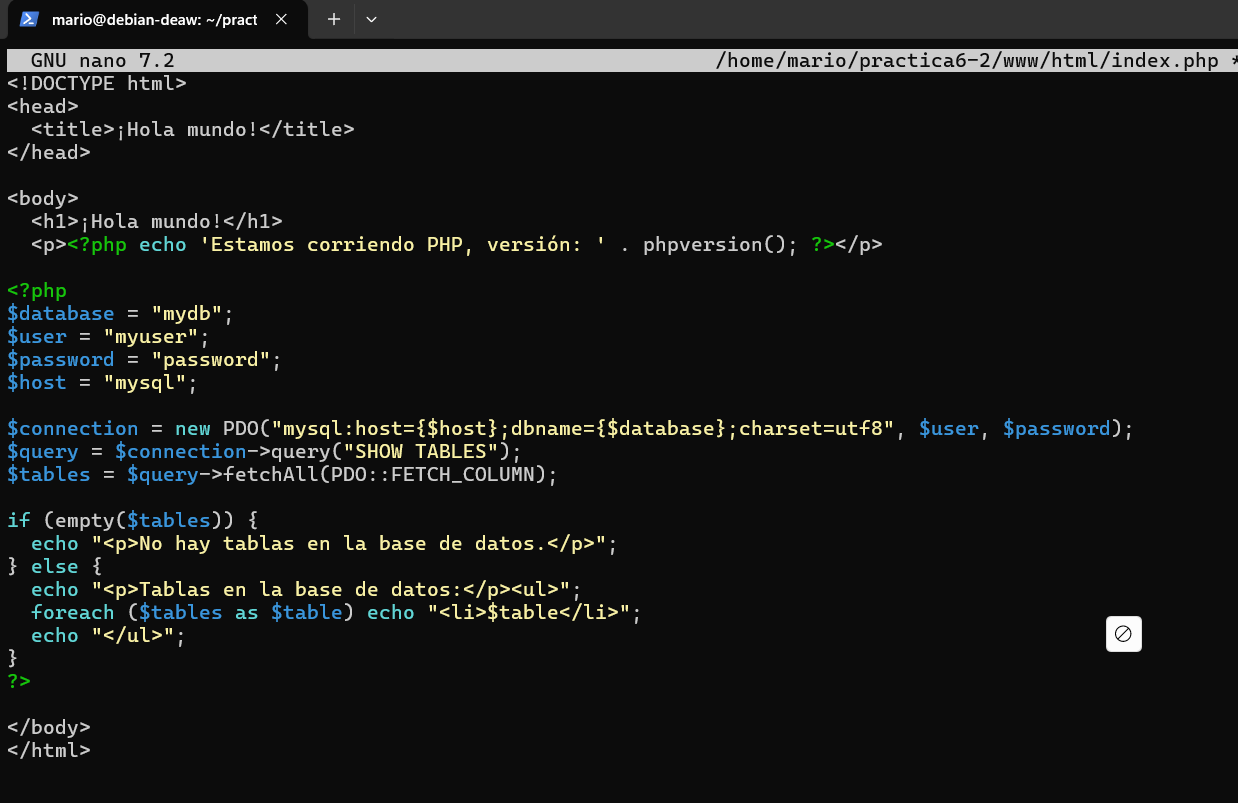 mario@debian-deaw: ~/pract
GNU nano 7.2 /home/mario/practica6-2/www/html/index.php *
<!DOCTYPE html>
<head>
  <title>¡Hola mundo!</title>
</head>

<body>
  <h1>¡Hola mundo!</h1>
  <p><?php echo 'Estamos corriendo PHP, versión: ' . phpversion(); ?></p>

<?php
$database = "mydb";
$user = "myuser";
$password = "password";
$host = "mysql";

$connection = new PDO("mysql:host={$host};dbname={$database};charset=utf8", $user, $password);
$query = $connection->query("SHOW TABLES");
$tables = $query->fetchAll(PDO::FETCH_COLUMN);

if (empty($tables)) {
  echo "<p>No hay tablas en la base de datos.</p>";
} else {
  echo "<p>Tablas en la base de datos:</p><ul>";
  foreach ($tables as $table) echo "<li>$table</li>";
  echo "</ul>";
}
?>

</body>
</html>